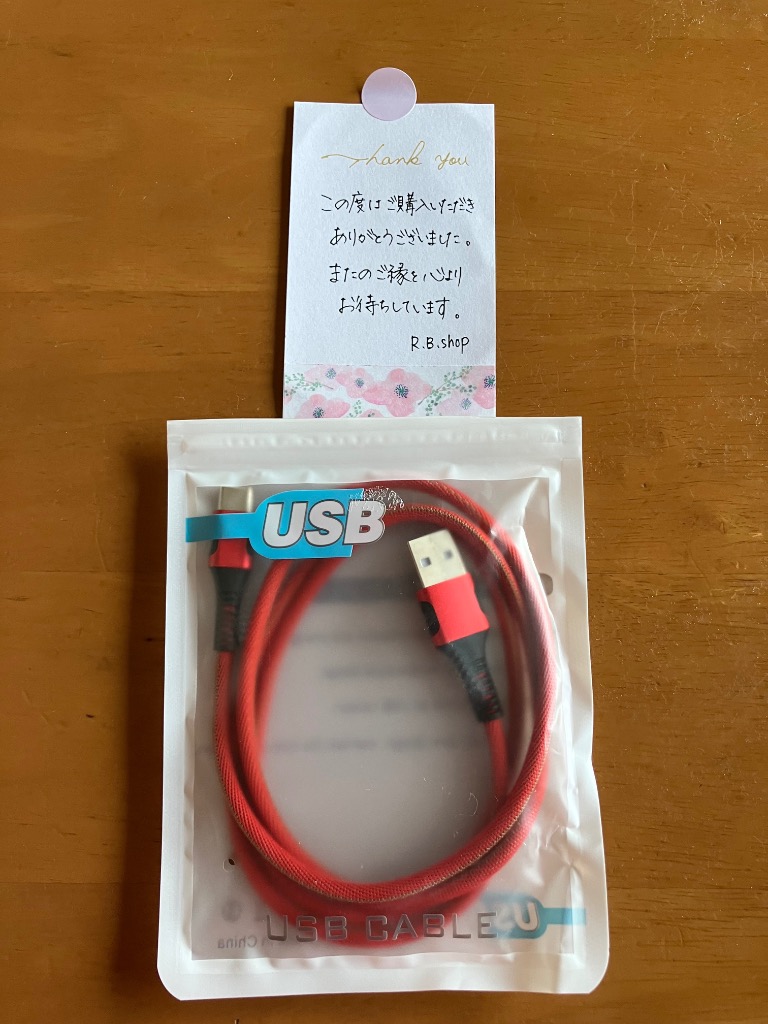 Thank you
この度はご購入いただき
ありがとうございました。
またのご縁を心より
お待ちしています。
R.B.shop
USB
USB CABLE
China